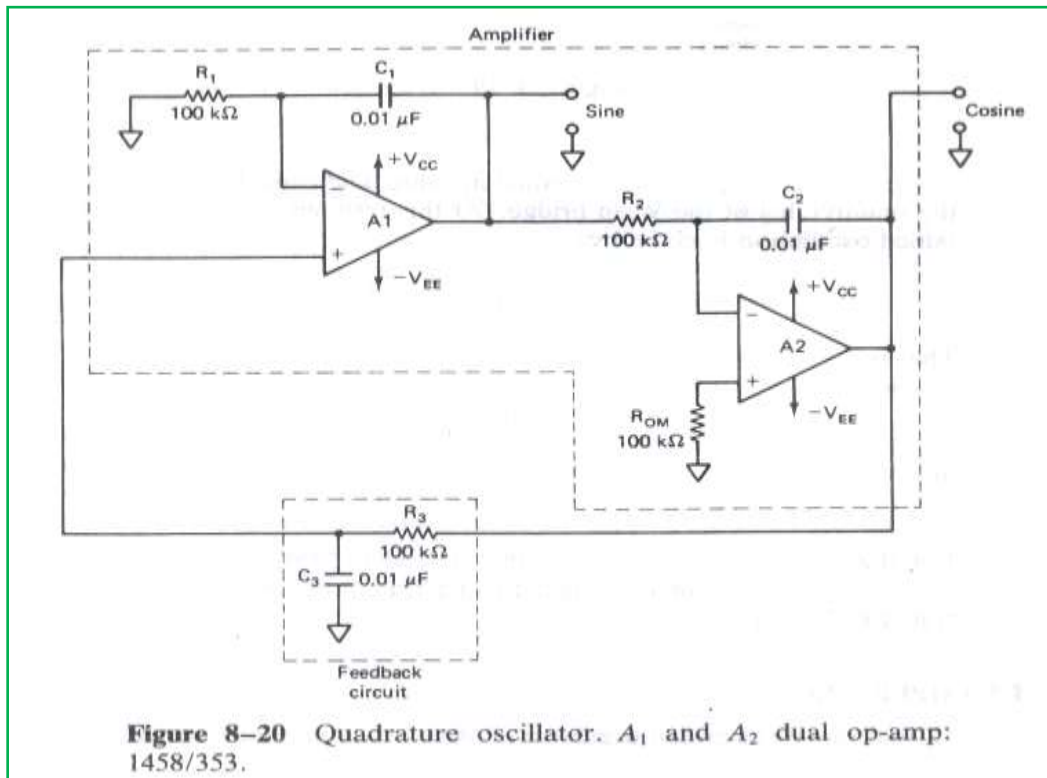 Amplifier
R1
100 kΩ
C1
0.01 µF
Sine
Cosine
+VCC
−
A1
+
−VEE
R2
100 kΩ
C2
0.01 µF
+VCC
−
A2
+
−VEE
ROM
100 kΩ
R3
100 kΩ
C3
0.01 µF
Feedback
circuit
Figure 8–20 Quadrature oscillator. A1 and A2 dual op-amp:
1458/353.